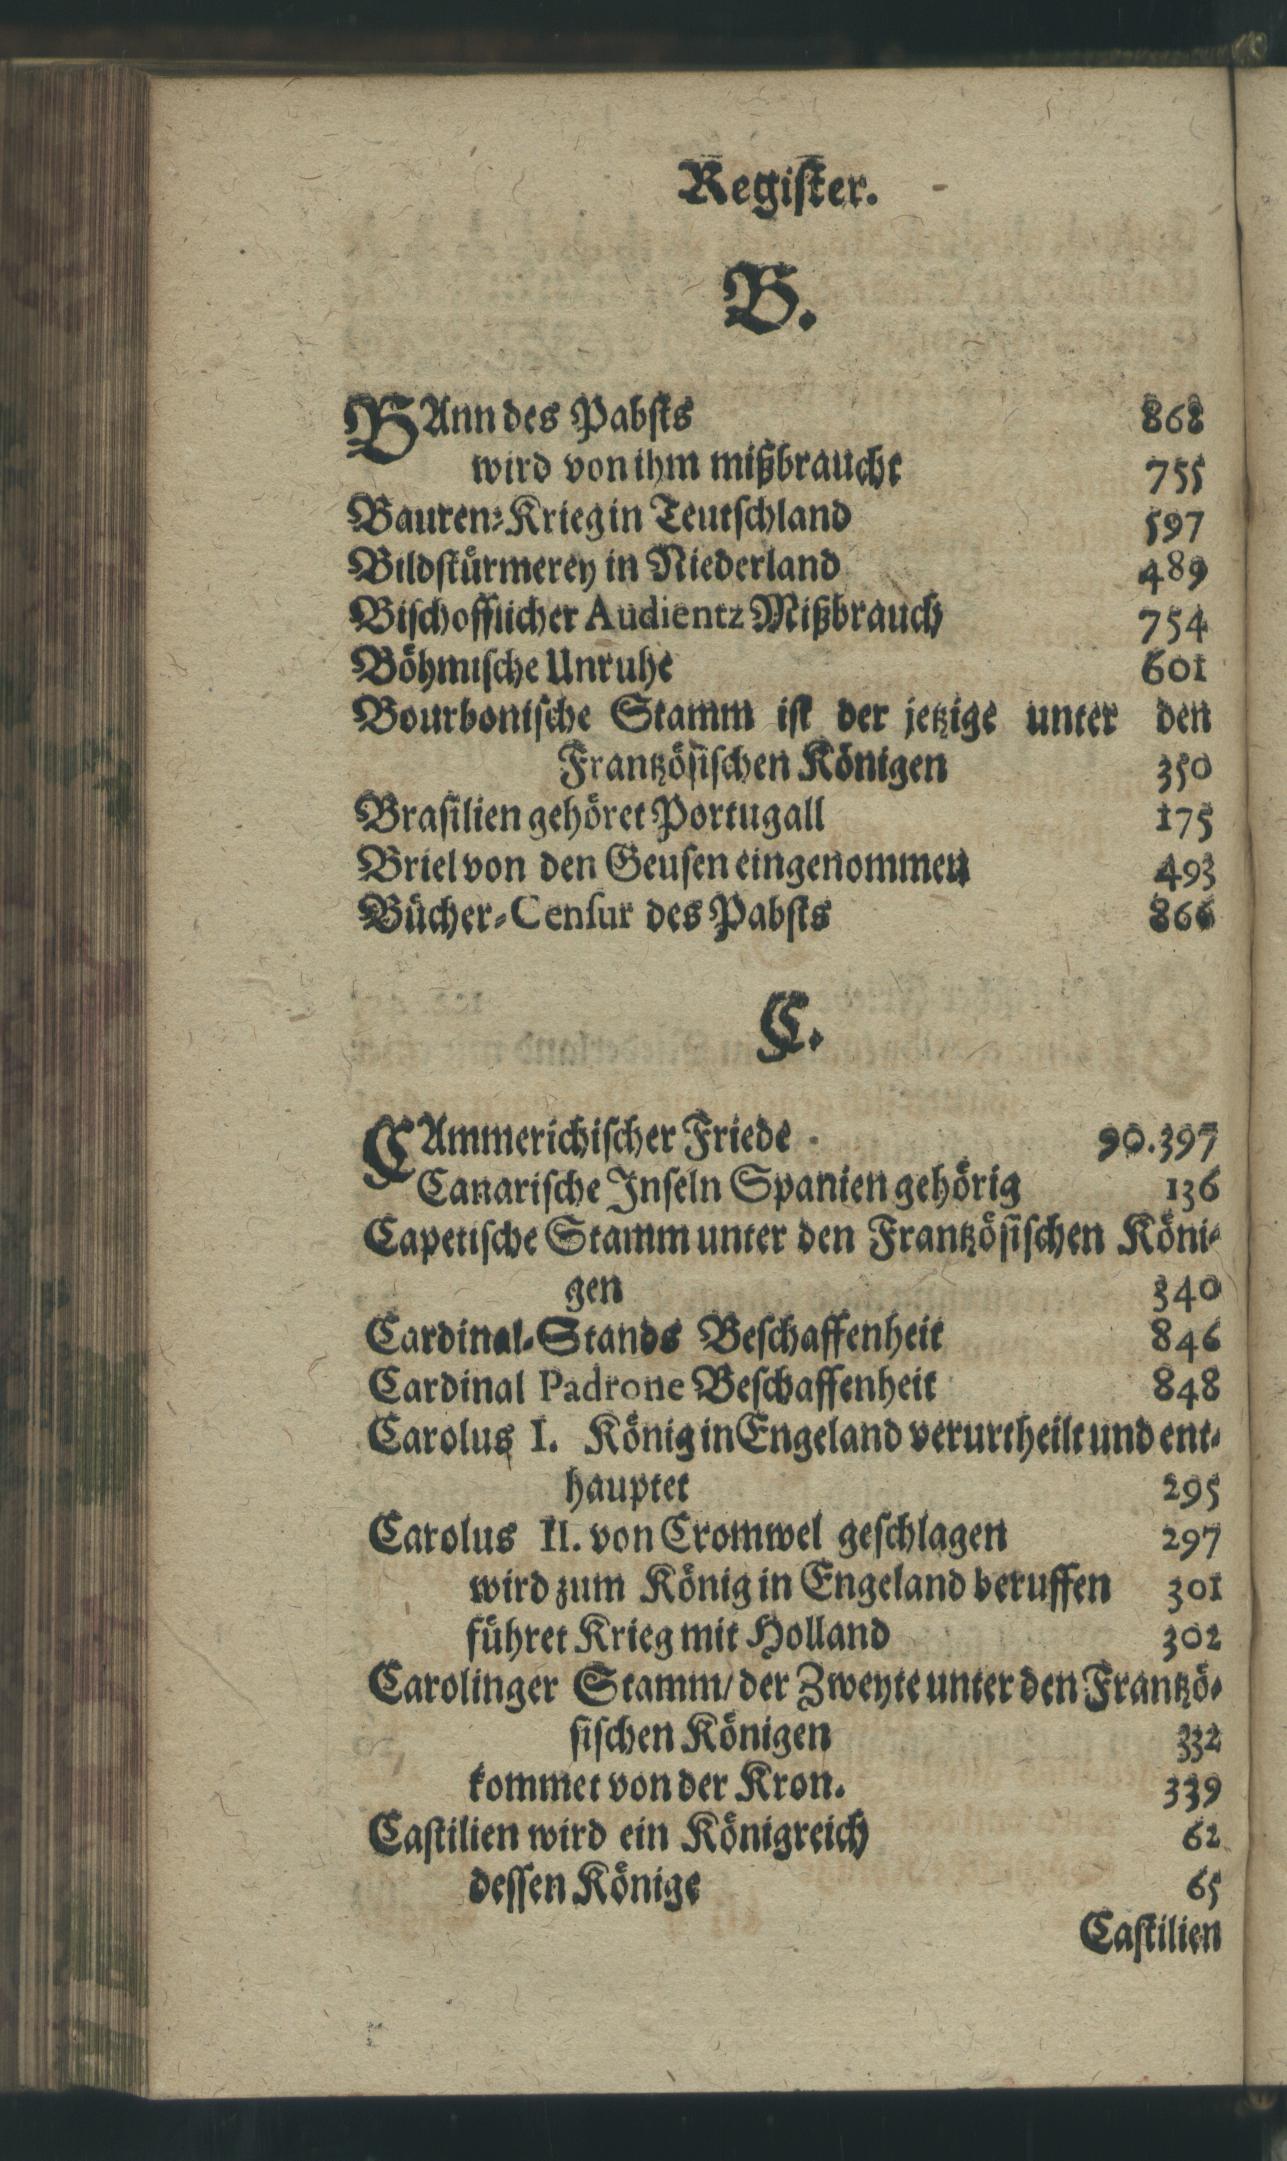 Regiſter.
B.
BAnn des Pabſts 868
wird von ihm mißbraucht 755
Bauren-Krieg in Teutſchland 597
Bildſtürmerey in Niederland 489
Biſchofflicher Audientz Mißbrauch 754
Böhmiſche Unruhe 601
Bourboniſche Stamm iſt der jetzige unter den
Frantzöſiſchen Königen 350
Braſilien gehöret Portugall 175
Briel von den Geuſen eingenommen 493
Bücher-Cenſur des Pabſts 866
C.
CAmmerichiſcher Friede 90.397
Canariſche Inſeln Spanien gehörig 136
Capetiſche Stamm unter den Frantzöſiſchen Köni-
gen 340
Cardinal-Stands Beſchaffenheit 846
Cardinal Padrone Beſchaffenheit 848
Carolus I. König in Engeland verurtheilt und ent-
hauptet 295
Carolus II. von Cromwel geſchlagen 297
wird zum König in Engeland beruffen 301
führet Krieg mit Holland 302
Carolinger Stamm/ der Zweyte unter den Frantzö-
ſiſchen Königen 332
kommet von der Kron. 339
Caſtilien wird ein Königreich 62
deſſen Könige 65
Caſtilien